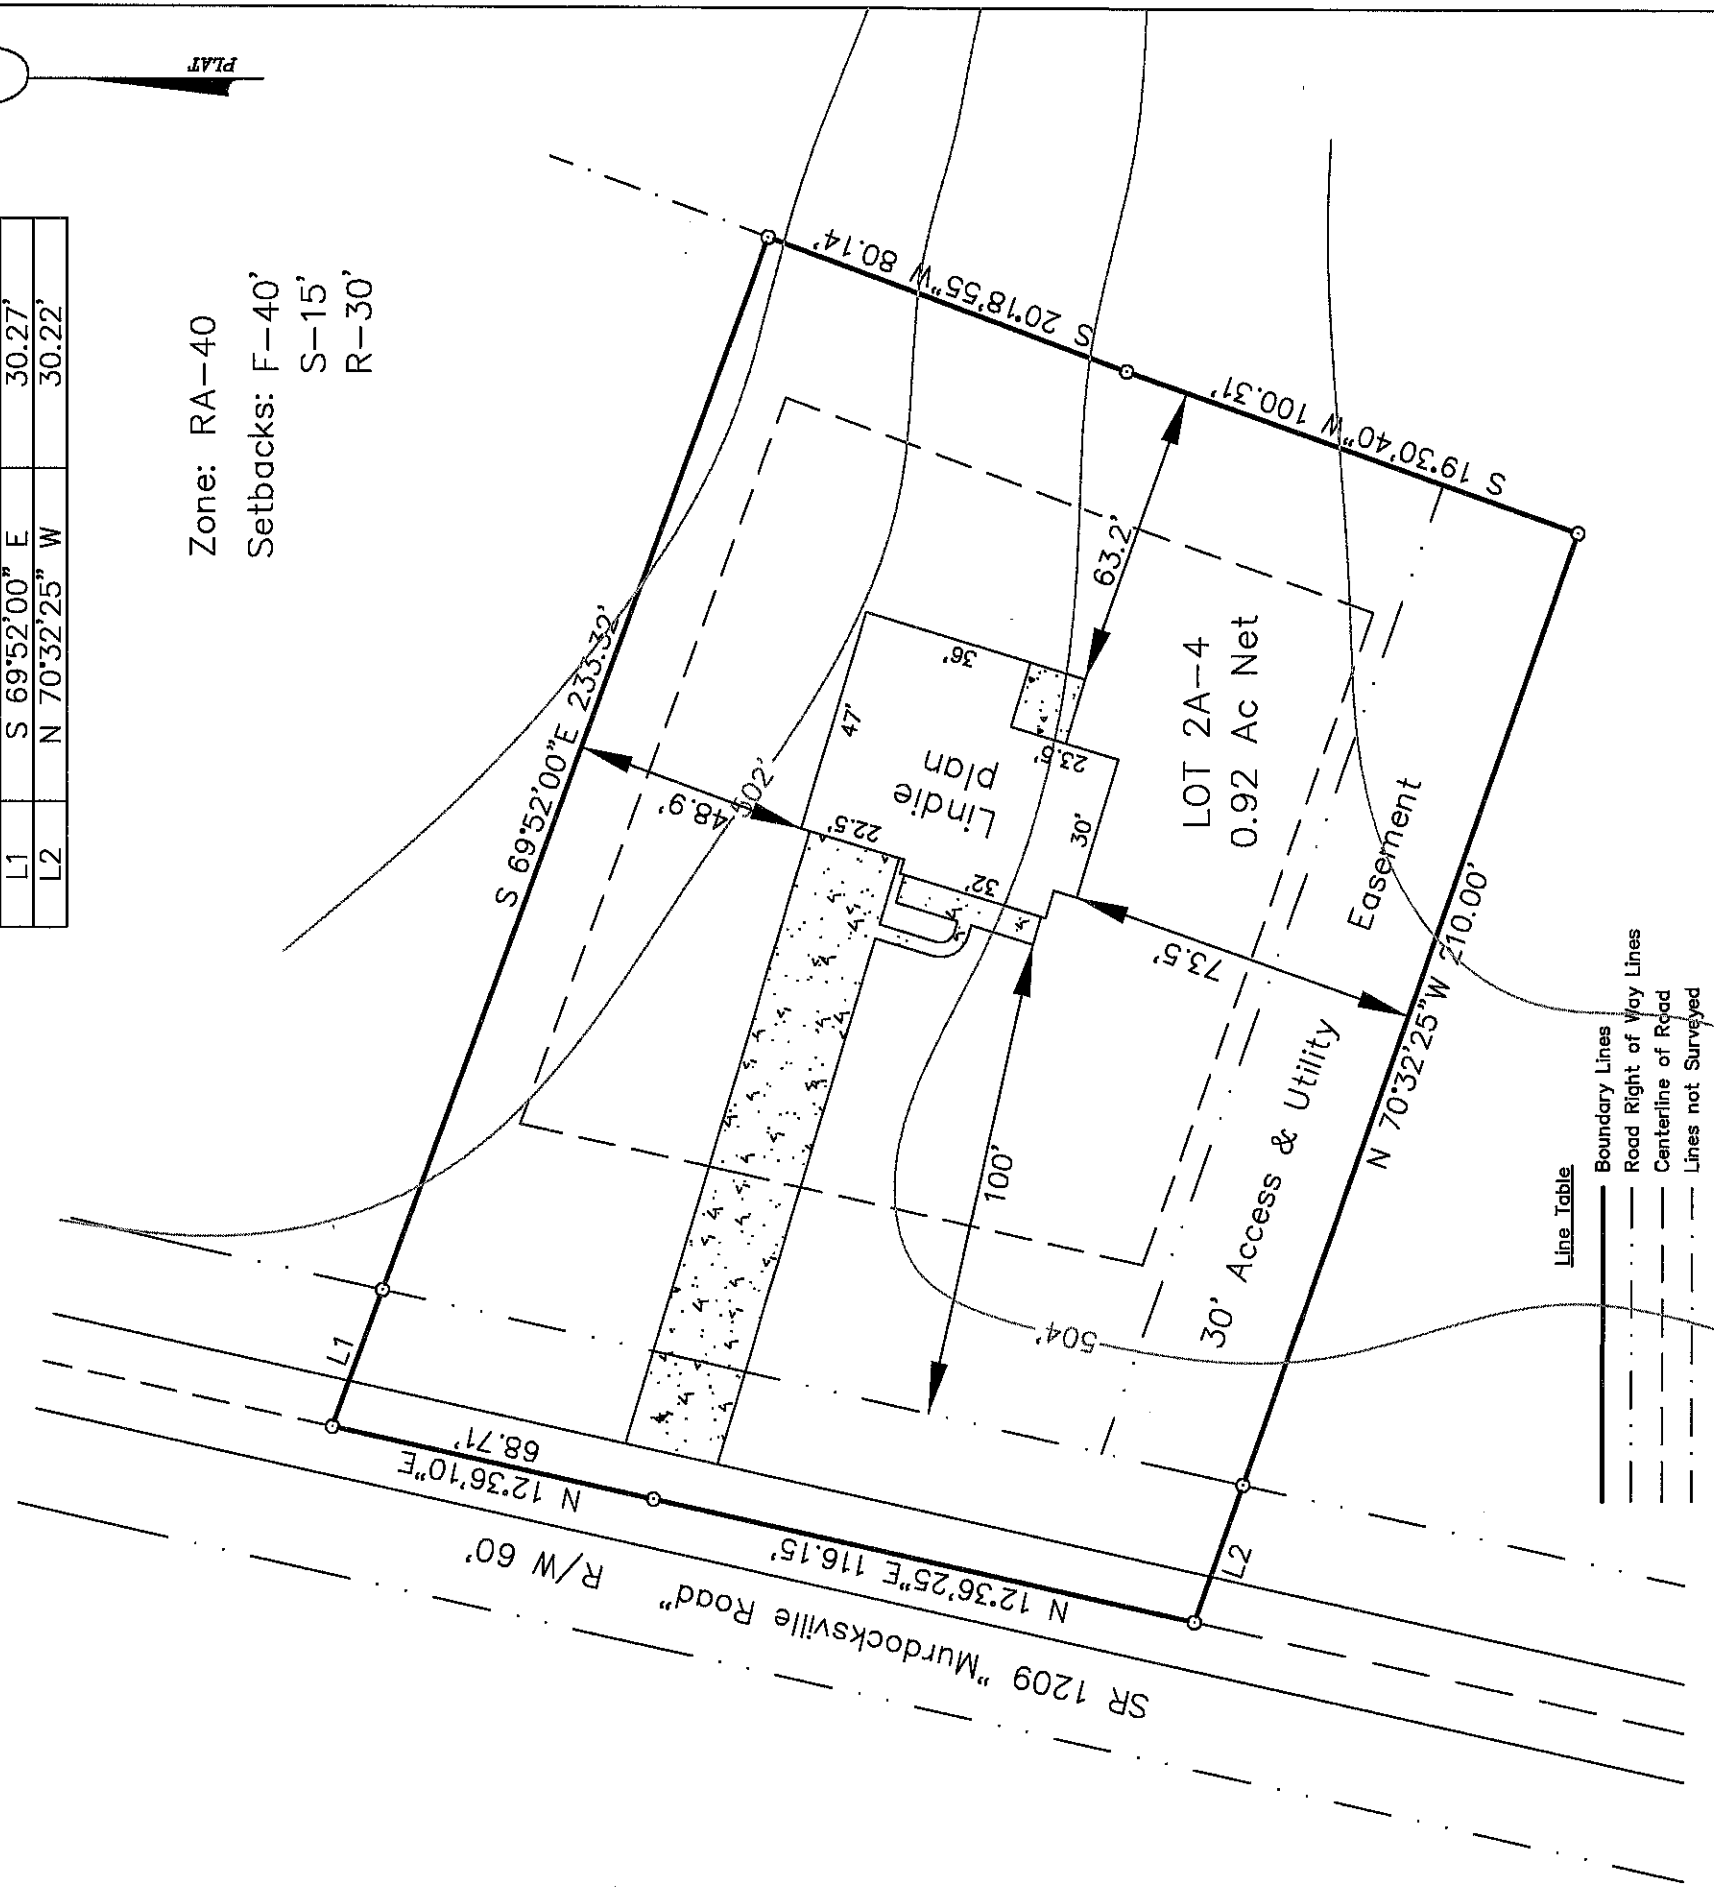 PLAT
L1 S 69°52'00" E 30.27'
L2 N 70°32'25" W 30.22'
Zone: RA-40
Setbacks: F-40'
S-15'
R-30'
S 69°52'00"E 233.32'
S 20°18'55"W 80.14'
S 19°30'40"W 100.31'
N 70°32'25"W 210.00'
N 12°36'10"E
68.71'
N 12°36'25"E 116.15'
L1
L2
SR 1209 "Murdocksville Road" R/W 60'
48.9'
502'
47'
36'
22.5'
Lindie
plan
23.6'
32'
30'
63.2'
73.5'
100'
504'
LOT 2A-4
0.92 Ac Net
30' Access & Utility Easement
Line Table
Boundary Lines
Road Right of Way Lines
Centerline of Road
Lines not Surveyed